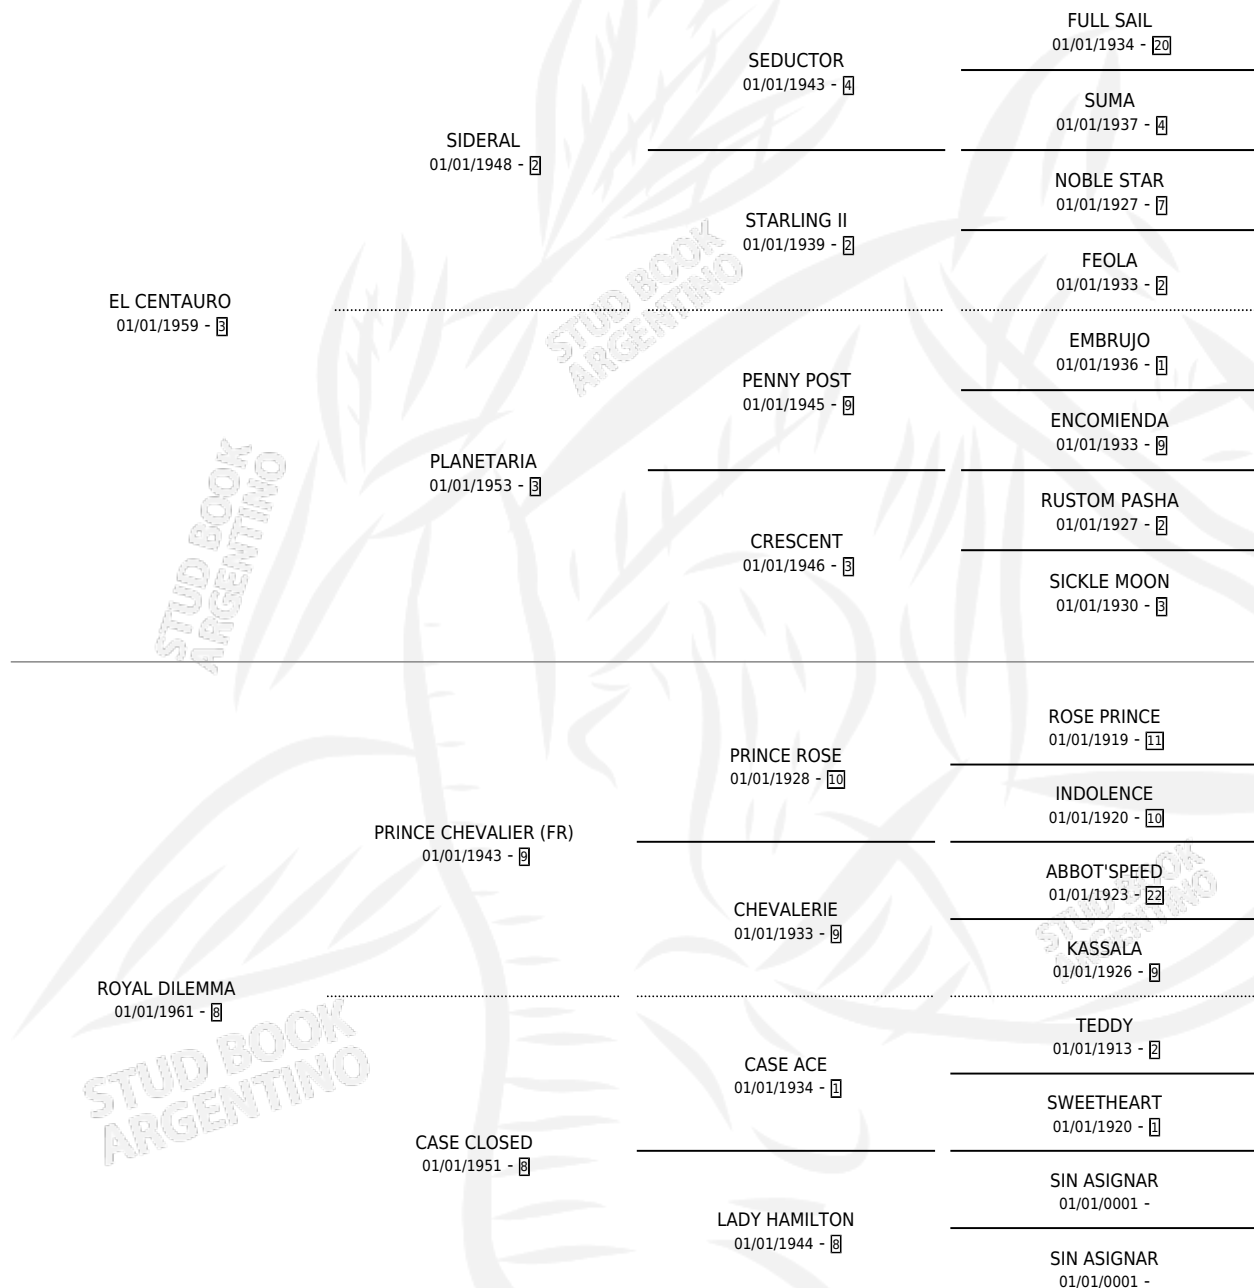 FULL SAIL
01/01/1934 - 20
SEDUCTOR
01/01/1943 - 4
SUMA
01/01/1937 - 4
SIDERAL
01/01/1948 - 2
NOBLE STAR
01/01/1927 - 7
STARLING II
01/01/1939 - 2
FEOLA
01/01/1933 - 2
EL CENTAURO
01/01/1959 - 3
EMBRUJO
01/01/1936 - 1
PENNY POST
01/01/1945 - 9
ENCOMIENDA
01/01/1933 - 9
PLANETARIA
01/01/1953 - 3
RUSTOM PASHA
01/01/1927 - 2
CRESCENT
01/01/1946 - 3
SICKLE MOON
01/01/1930 - 3
ROSE PRINCE
01/01/1919 - 11
PRINCE ROSE
01/01/1928 - 10
INDOLENCE
01/01/1920 - 10
PRINCE CHEVALIER (FR)
01/01/1943 - 9
ABBOT'SPEED
01/01/1923 - 22
CHEVALERIE
01/01/1933 - 9
KASSALA
01/01/1926 - 9
ROYAL DILEMMA
01/01/1961 - 8
TEDDY
01/01/1913 - 2
CASE ACE
01/01/1934 - 1
SWEETHEART
01/01/1920 - 1
CASE CLOSED
01/01/1951 - 8
SIN ASIGNAR
01/01/0001 -
LADY HAMILTON
01/01/1944 - 8
SIN ASIGNAR
01/01/0001 -
STUD BOOK
ARGENTINO
STUD BOOK
ARGENTINO
STUD BOOK
ARGENTINO
STUD BOOK
ARGENTINO